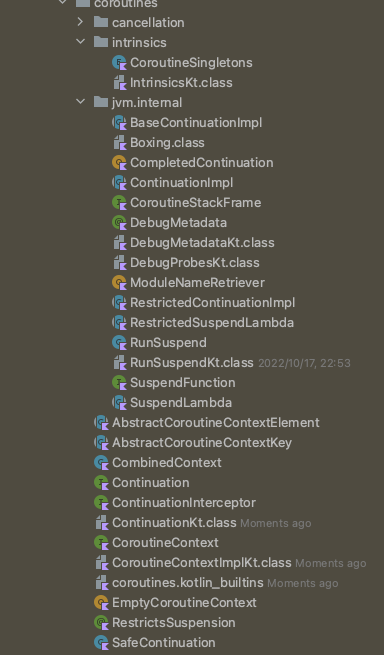 coroutines
cancellation
intrinsics
CoroutineSingletons
IntrinsicsKt.class
jvm.internal
BaseContinuationImpl
Boxing.class
CompletedContinuation
ContinuationImpl
CoroutineStackFrame
DebugMetadata
DebugMetadataKt.class
DebugProbesKt.class
ModuleNameRetriever
RestrictedContinuationImpl
RestrictedSuspendLambda
RunSuspend
RunSuspendKt.class 2022/10/17, 22:53
SuspendFunction
SuspendLambda
AbstractCoroutineContextElement
AbstractCoroutineContextKey
CombinedContext
Continuation
ContinuationInterceptor
ContinuationKt.class Moments ago
CoroutineContext
CoroutineContextImplKt.class Moments ago
coroutines.kotlin_builtins Moments ago
EmptyCoroutineContext
RestrictsSuspension
SafeContinuation